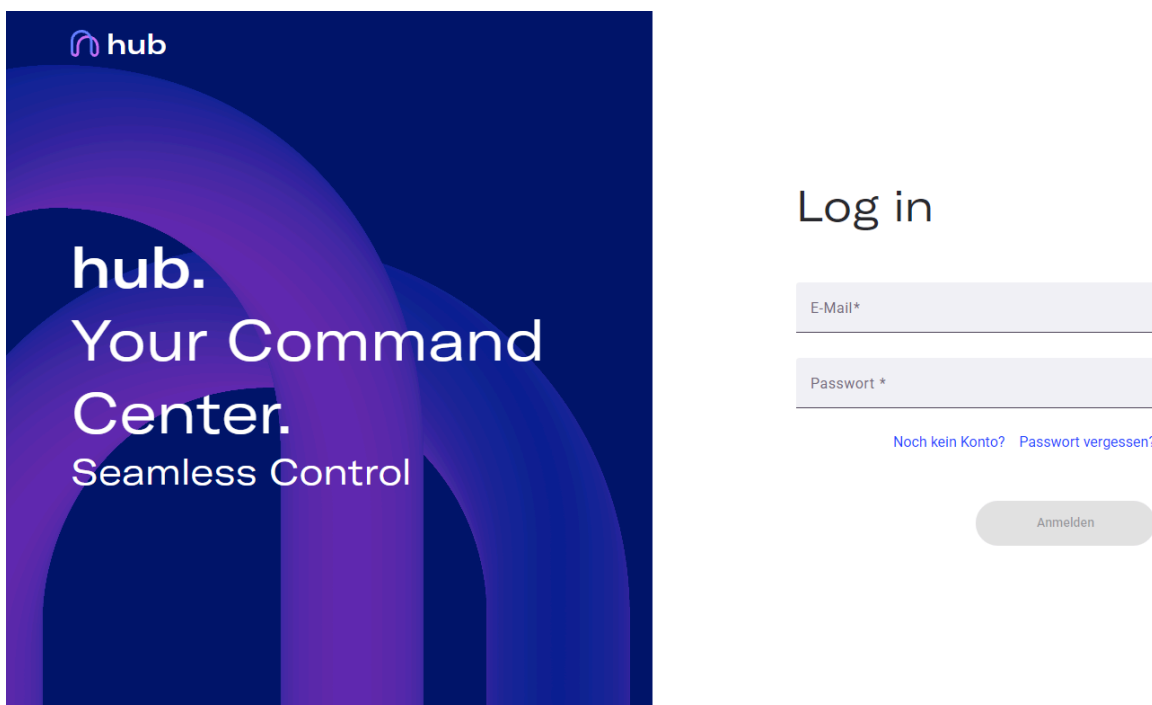 hub
hub.
Your Command
Center.
Seamless Control
Log in
E-Mail*
Passwort *
Noch kein Konto? Passwort vergessen?
Anmelden